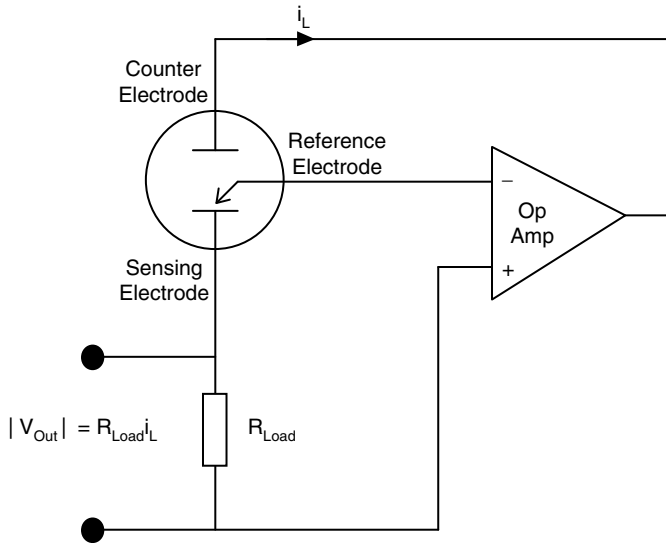 i_L
Counter
Electrode
Reference
Electrode
−
Op
Amp
+
Sensing
Electrode
| V_Out | = R_Load i_L
R_Load